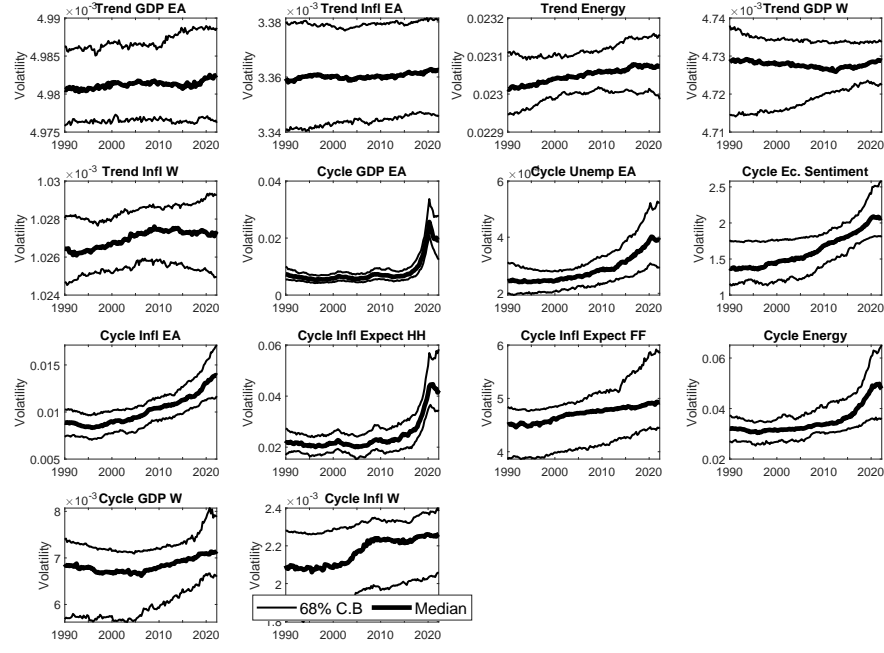 ×10⁻³ Trend GDP EA
4.99
4.985
4.98
4.975
Volatility
1990 2000 2010 2020
×10⁻³ Trend Infl EA
3.38
3.36
3.34
Volatility
1990 2000 2010 2020
Trend Energy
0.0232
0.0231
0.023
0.0229
Volatility
1990 2000 2010 2020
×10⁻³ Trend GDP W
4.74
4.73
4.72
4.71
Volatility
1990 2000 2010 2020
×10⁻³ Trend Infl W
1.03
1.028
1.026
1.024
Volatility
1990 2000 2010 2020
Cycle GDP EA
0.04
0.02
0
Volatility
1990 2000 2010 2020
Cycle Unemp EA
6
4
2
Volatility
1990 2000 2010 2020
Cycle Ec. Sentiment
2.5
2
1.5
1
Volatility
1990 2000 2010 2020
Cycle Infl EA
0.015
0.01
0.005
Volatility
1990 2000 2010 2020
Cycle Infl Expect HH
0.06
0.04
0.02
Volatility
1990 2000 2010 2020
×10⁻³
Cycle Infl Expect FF
6
5
4
Volatility
1990 2000 2010 2020
Cycle Energy
0.06
0.04
0.02
Volatility
1990 2000 2010 2020
×10⁻³ Cycle GDP W
8
7
6
Volatility
1990 2000 2010 2020
×10⁻³ Cycle Infl W
2.4
2.2
2
1.8
Volatility
1990 2000 2010 2020
68% C.B Median